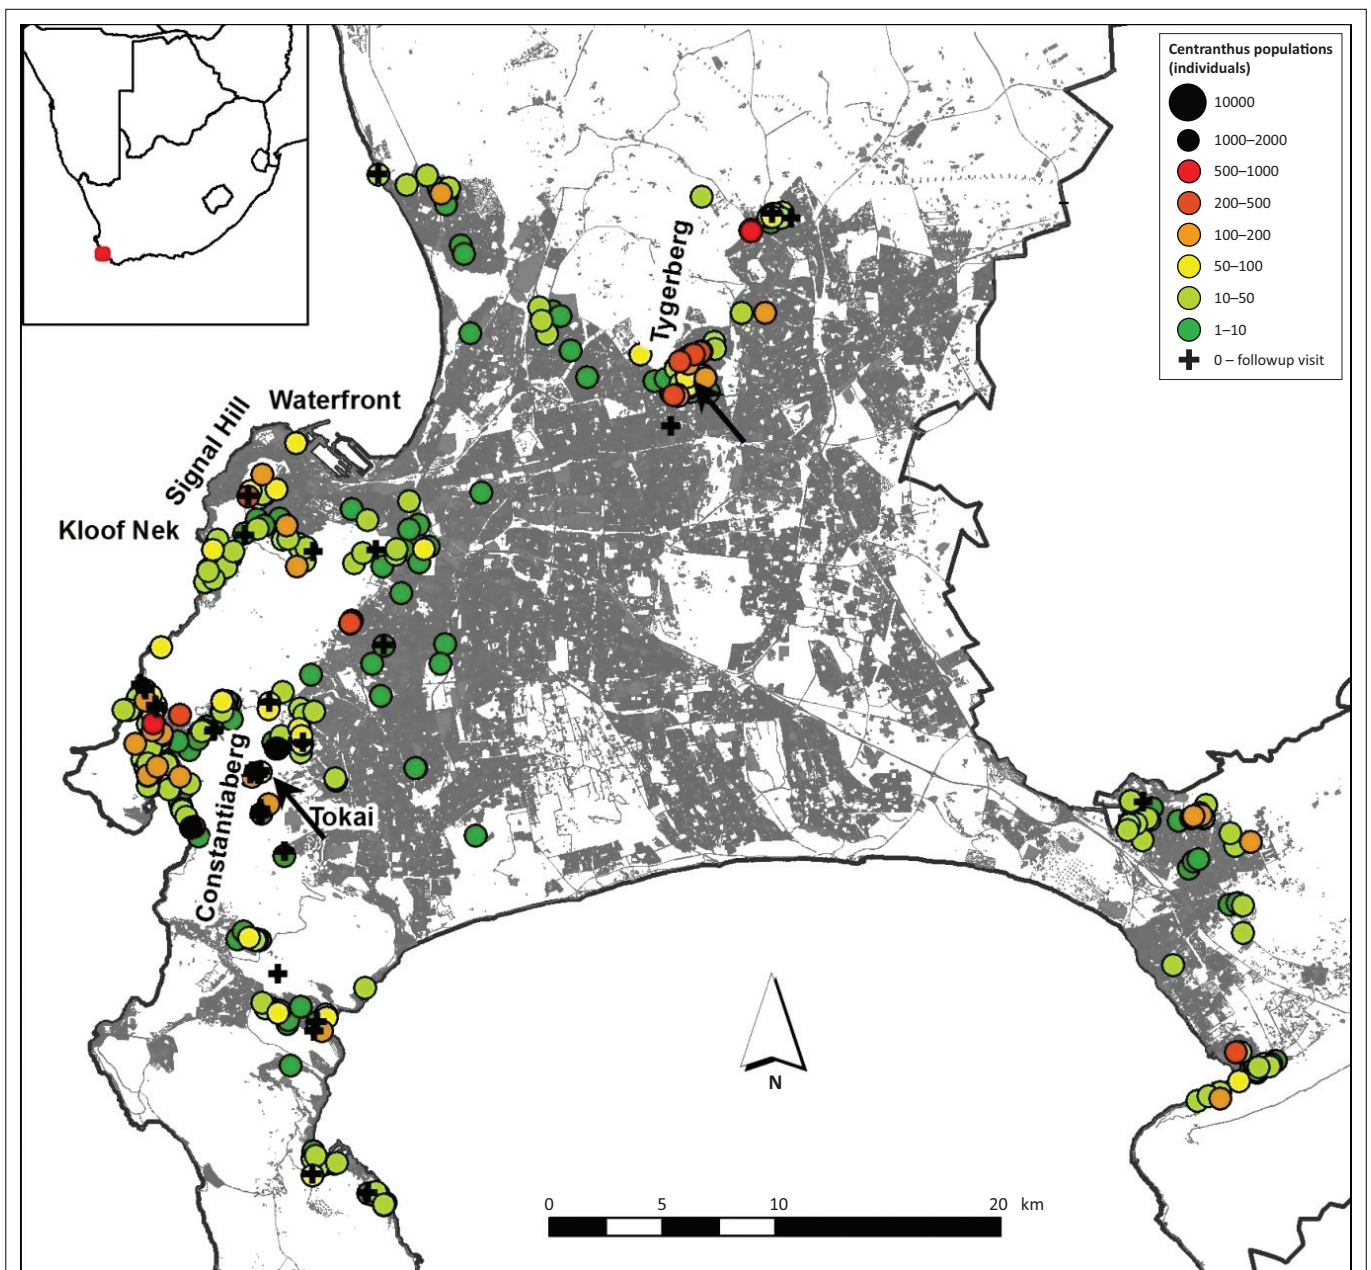 Centranthus populations
(individuals)
10000
1000–2000
500–1000
200–500
100–200
50–100
10–50
1–10
0 – followup visit
Tygerberg
Waterfront
Signal Hill
Kloof Nek
Constantiaberg
Tokai
N
0 5 10 20 km